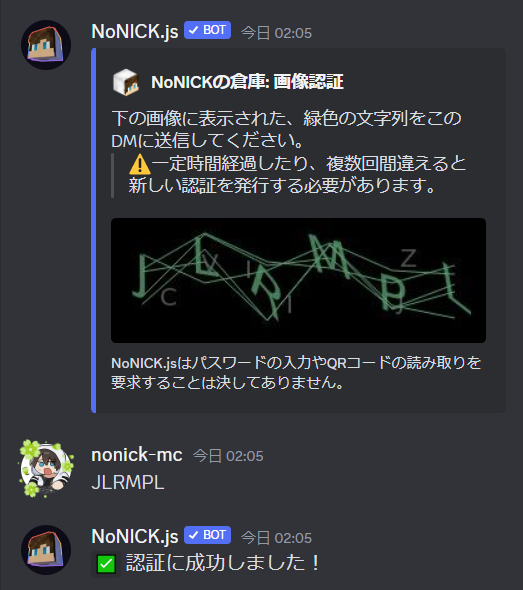 NoNICK.js ✓ BOT 今日 02:05
NoNICKの倉庫: 画像認証
下の画像に表示された、緑色の文字列をこの
DMに送信してください。
⚠️一定時間経過したり、複数回間違えると
新しい認証を発行する必要があります。
J L R M P L
C V I I J Z
NoNICK.jsはパスワードの入力やQRコードの読み取りを
要求することは決してありません。
nonick-mc 今日 02:05
JLRMPL
NoNICK.js ✓ BOT 今日 02:05
✅ 認証に成功しました！